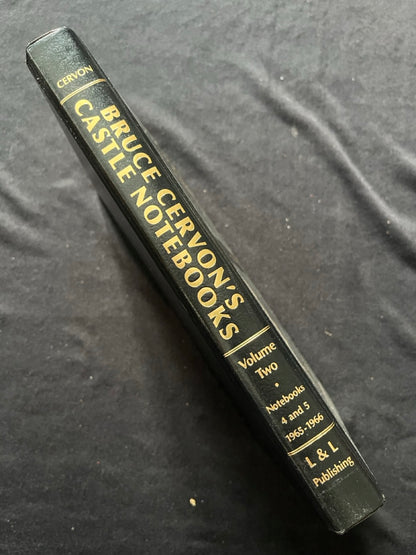 CERVON
BRUCE CERVON'S
CASTLE NOTEBOOKS
Volume
Two
•
Notebooks
4 and 5
1965-1966
L & L
Publishing